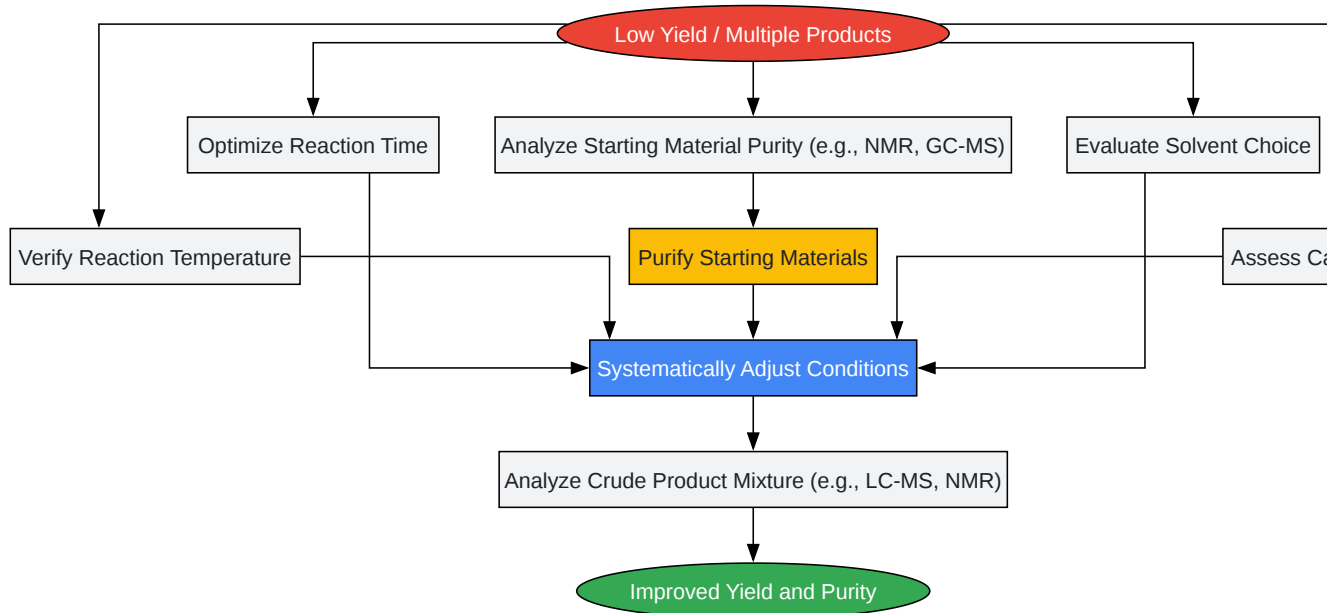 Low Yield / Multiple Products
Optimize Reaction Time
Analyze Starting Material Purity (e.g., NMR, GC-MS)
Evaluate Solvent Choice
Verify Reaction Temperature
Purify Starting Materials
Assess
Systematically Adjust Conditions
Analyze Crude Product Mixture (e.g., LC-MS, NMR)
Improved Yield and Purity